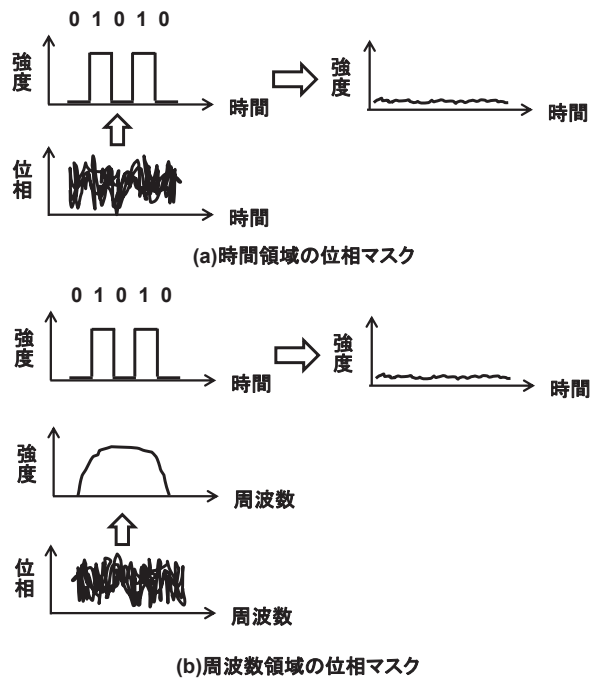 0 1 0 1 0
強度
時間
強度
時間
位相
時間
(a)時間領域の位相マスク
0 1 0 1 0
強度
時間
強度
時間
強度
周波数
位相
周波数
(b)周波数領域の位相マスク